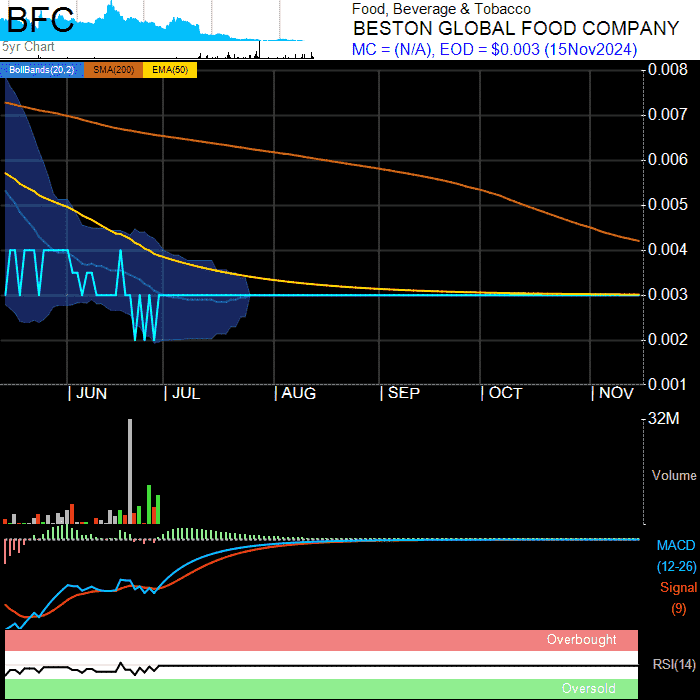 BFC
5yr Chart
Food, Beverage & Tobacco
BESTON GLOBAL FOOD COMPANY
MC = (N/A), EOD = $0.003 (15Nov2024)
BollBands(20,2) SMA(200) EMA(50)
0.008
0.007
0.006
0.005
0.004
0.003
0.002
0.001
JUN JUL AUG SEP OCT NOV
32M
Volume
MACD
(12-26)
Signal
(9)
Overbought
RSI(14)
Oversold